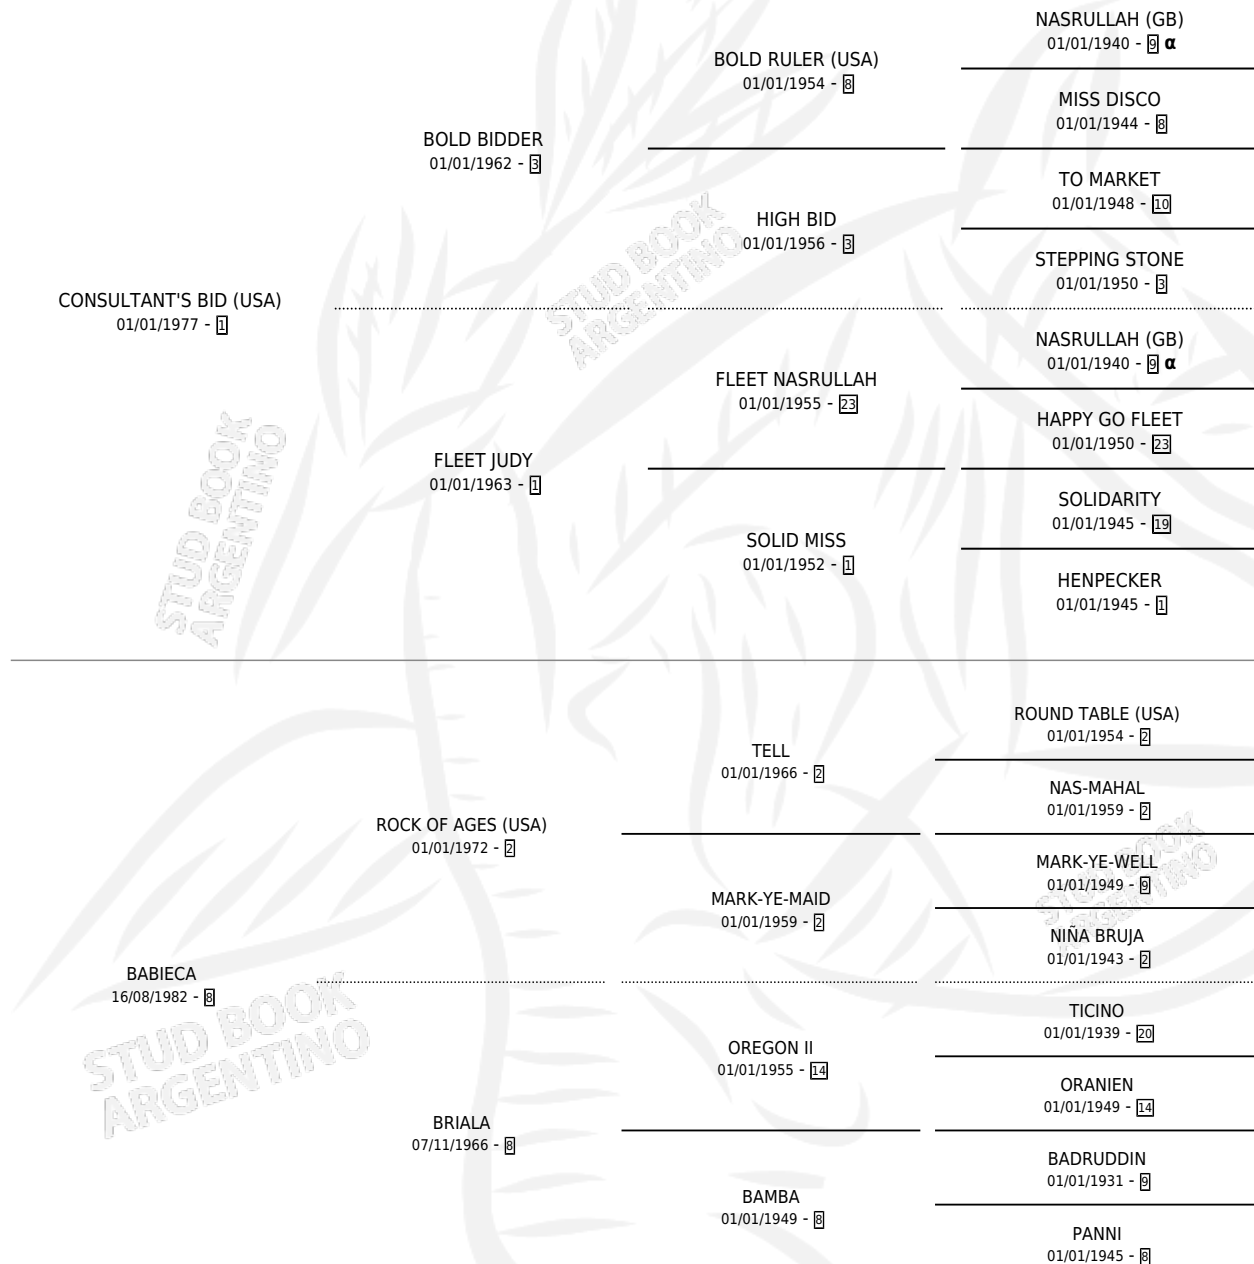 NASRULLAH (GB)
01/01/1940 - 9 α
BOLD RULER (USA)
01/01/1954 - 8
MISS DISCO
01/01/1944 - 8
BOLD BIDDER
01/01/1962 - 3
TO MARKET
01/01/1948 - 10
HIGH BID
01/01/1956 - 3
STEPPING STONE
01/01/1950 - 3
STUD BOOK
ARGENTINO
CONSULTANT'S BID (USA)
01/01/1977 - 1
NASRULLAH (GB)
01/01/1940 - 9 α
FLEET NASRULLAH
01/01/1955 - 23
HAPPY GO FLEET
01/01/1950 - 23
FLEET JUDY
01/01/1963 - 1
SOLIDARITY
01/01/1945 - 19
SOLID MISS
01/01/1952 - 1
HENPECKER
01/01/1945 - 1
STUD BOOK
ARGENTINO
ROUND TABLE (USA)
01/01/1954 - 2
TELL
01/01/1966 - 2
NAS-MAHAL
01/01/1959 - 2
ROCK OF AGES (USA)
01/01/1972 - 2
MARK-YE-WELL
01/01/1949 - 9
MARK-YE-MAID
01/01/1959 - 2
NIÑA BRUJA
01/01/1943 - 2
STUD BOOK
ARGENTINO
BABIECA
16/08/1982 - 8
TICINO
01/01/1939 - 20
OREGON II
01/01/1955 - 14
ORANIEN
01/01/1949 - 14
BRIALA
07/11/1966 - 8
BADRUDDIN
01/01/1931 - 9
BAMBA
01/01/1949 - 8
PANNI
01/01/1945 - 8
STUD BOOK
ARGENTINO